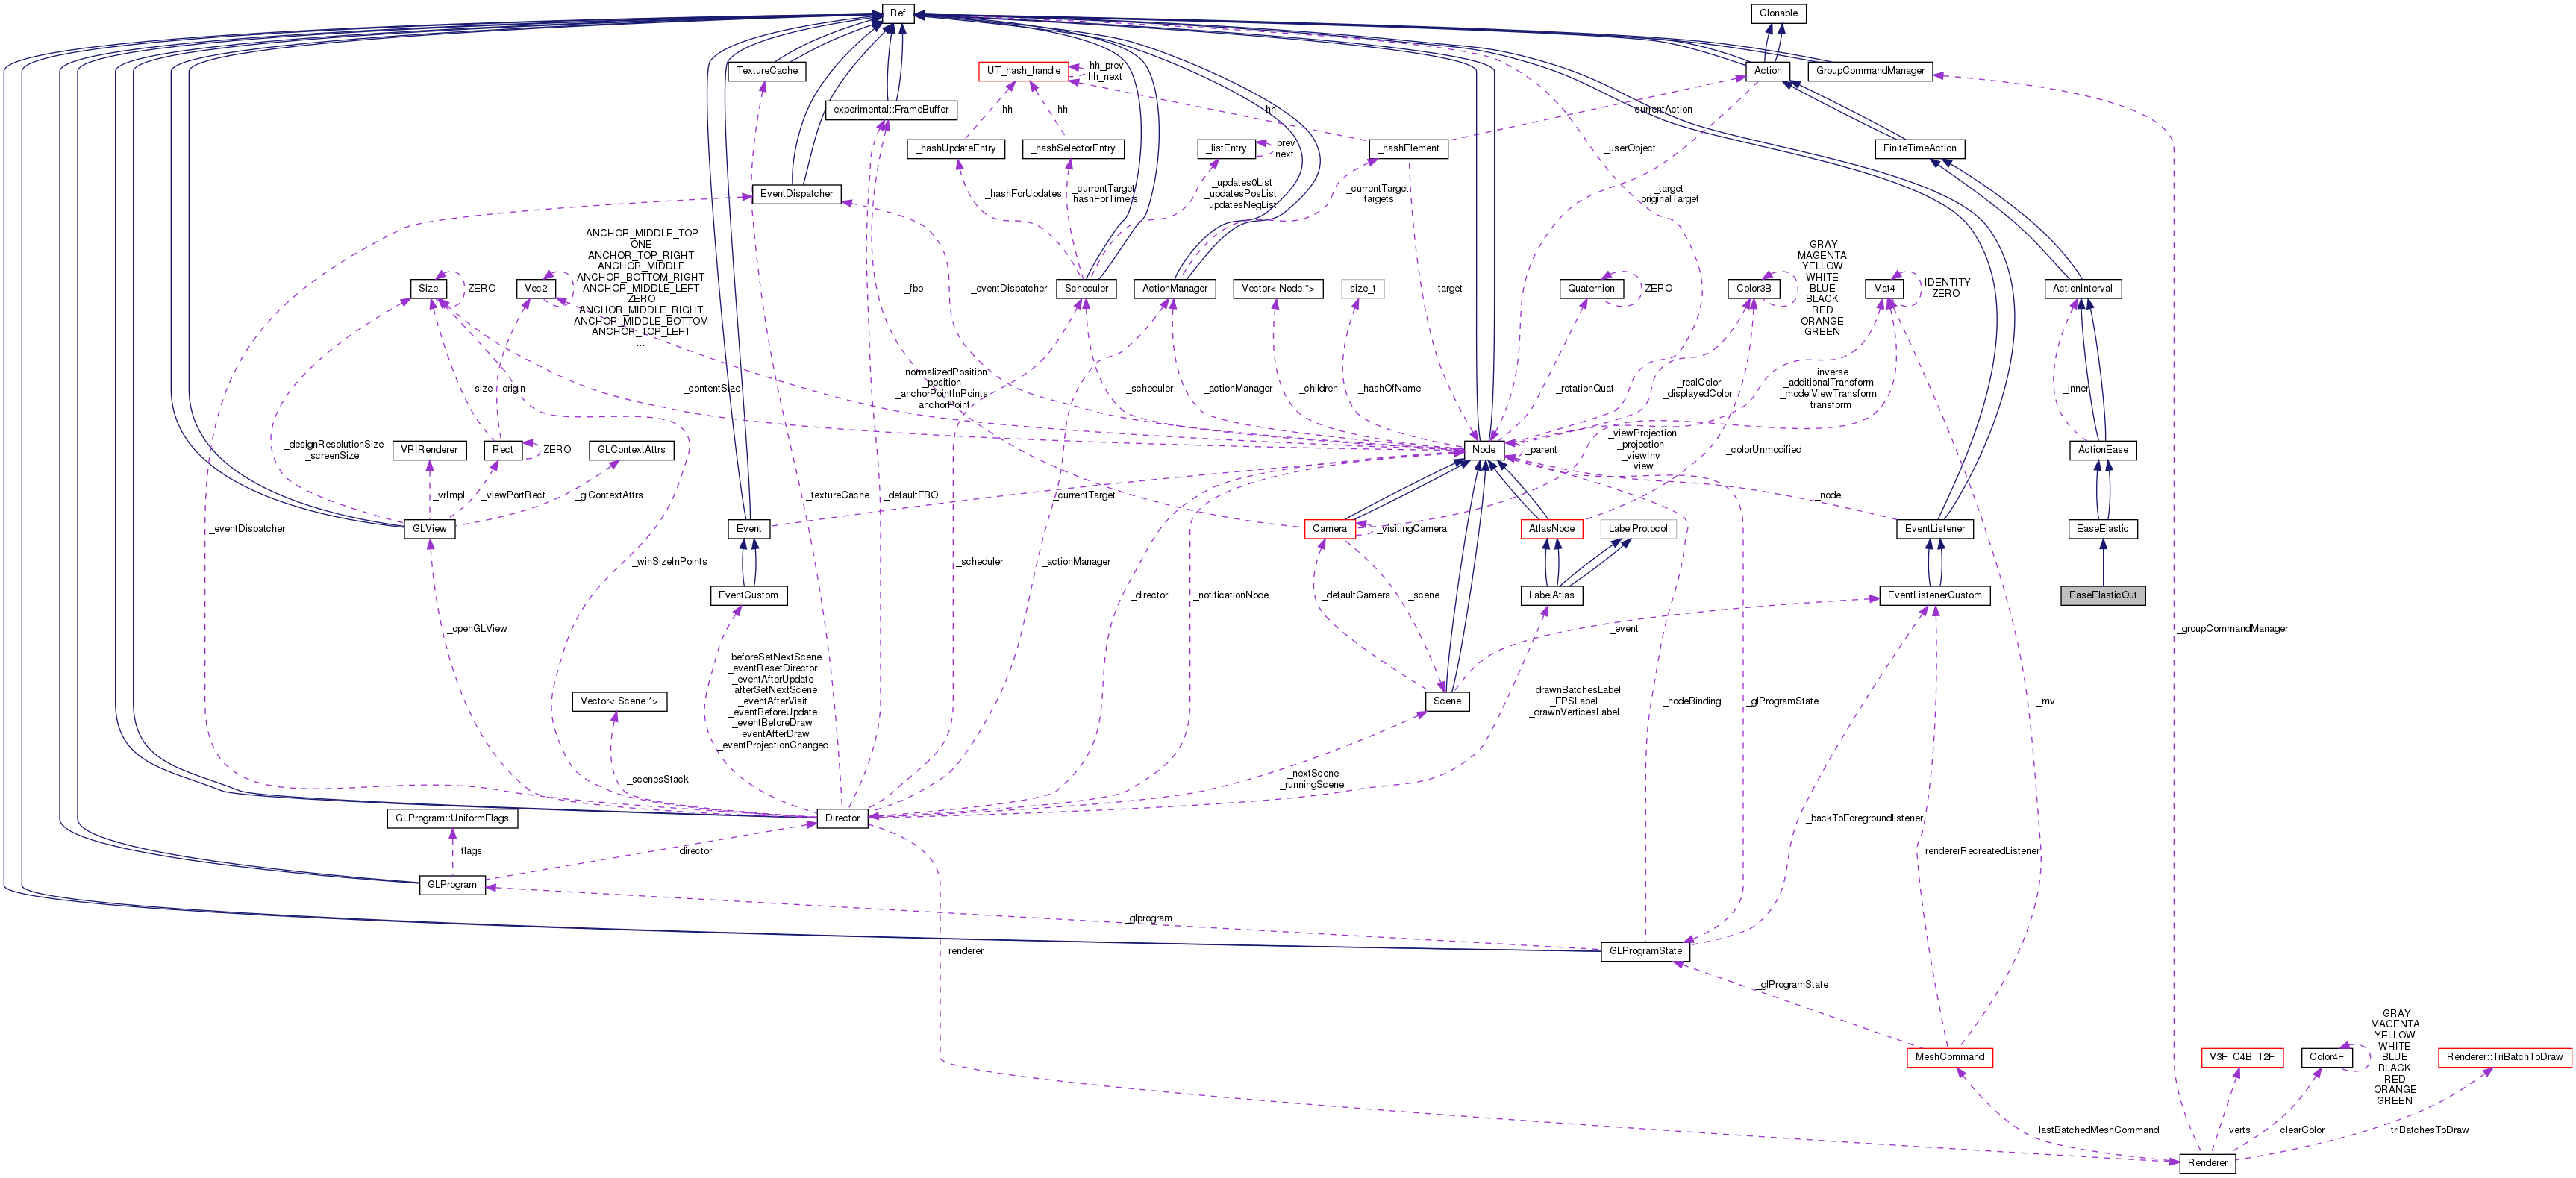 Ref
Clonable
TextureCache
UT_hash_handle
hh_prev
hh_next
Action
GroupCommandManager
experimental::FrameBuffer
hh
hh
hh
currentAction
_hashUpdateEntry
_hashSelectorEntry
_listEntry
prev
next
_hashElement
_userObject
FiniteTimeAction
EventDispatcher
_hashForUpdates
_currentTarget
_hashForTimers
_updates0List
_updatesPosList
_updatesNegList
_currentTarget
_targets
_target
_originalTarget
ANCHOR_MIDDLE_TOP
ONE
ANCHOR_TOP_RIGHT
ANCHOR_MIDDLE
ANCHOR_BOTTOM_RIGHT
ANCHOR_MIDDLE_LEFT
ZERO
ANCHOR_MIDDLE_RIGHT
ANCHOR_MIDDLE_BOTTOM
ANCHOR_TOP_LEFT
...
GRAY
MAGENTA
YELLOW
WHITE
BLUE
BLACK
RED
ORANGE
GREEN
Size
ZERO
Vec2
_fbo
_eventDispatcher
Scheduler
ActionManager
Vector< Node *>
size_t
target
Quaternion
ZERO
Color3B
Mat4
IDENTITY
ZERO
ActionInterval
size
origin
_contentSize
_normalizedPosition
_position
_anchorPointInPoints
_anchorPoint
_scheduler
_actionManager
_children
_hashOfName
_rotationQuat
_realColor
_displayedColor
_inverse
_additionalTransform
_modelViewTransform
_transform
_inner
_designResolutionSize
_screenSize
VRIRenderer
Rect
ZERO
GLContextAttrs
Node
_parent
_viewProjection
_projection
_viewInv
_view
_colorUnmodified
ActionEase
_vrImpl
_viewPortRect
_glContextAttrs
_textureCache
_defaultFBO
_currentTarget
_node
_eventDispatcher
GLView
Event
Camera
_visitingCamera
AtlasNode
LabelProtocol
EventListener
EaseElastic
_winSizeInPoints
_scheduler
_actionManager
EventCustom
_director
_notificationNode
_defaultCamera
_scene
LabelAtlas
EventListenerCustom
EaseElasticOut
_openGLView
_event
_groupCommandManager
_beforeSetNextScene
_eventResetDirector
_eventAfterUpdate
_afterSetNextScene
_eventAfterVisit
_eventBeforeUpdate
_eventBeforeDraw
_eventAfterDraw
_eventProjectionChanged
Vector< Scene *>
Scene
_drawnBatchesLabel
_FPSLabel
_drawnVerticesLabel
_nodeBinding
_glProgramState
_mv
_scenesStack
_nextScene
_runningScene
GLProgram::UniformFlags
Director
_backToForegroundlistener
_flags
_director
_rendererRecreatedListener
GLProgram
_glprogram
_renderer
GLProgramState
_glProgramState
GRAY
MAGENTA
YELLOW
WHITE
BLUE
BLACK
RED
ORANGE
GREEN
MeshCommand
V3F_C4B_T2F
Color4F
Renderer::TriBatchToDraw
_lastBatchedMeshCommand
_verts
_clearColor
_triBatchesToDraw
Renderer